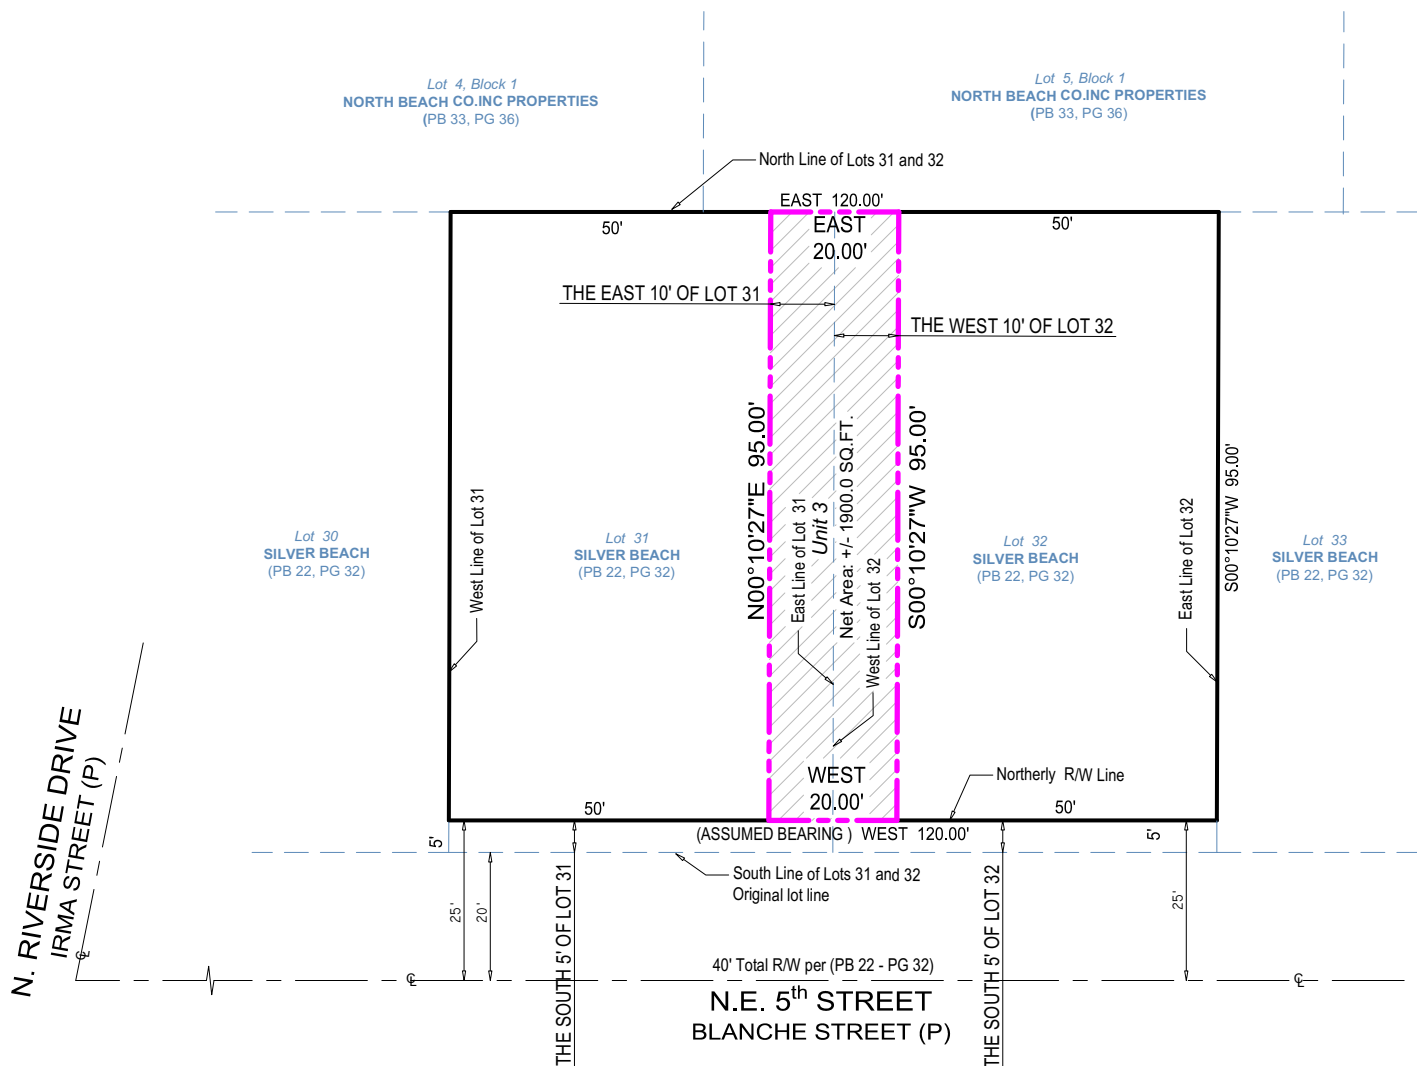 Lot 4, Block 1
NORTH BEACH CO.INC PROPERTIES
(PB 33, PG 36)
Lot 5, Block 1
NORTH BEACH CO.INC PROPERTIES
(PB 33, PG 36)
North Line of Lots 31 and 32
EAST 120.00'
50'
EAST
20.00'
50'
THE EAST 10' OF LOT 31
THE WEST 10' OF LOT 32
N00°10'27"E 95.00'
S00°10'27"W 95.00'
S00°10'27"W 95.00'
West Line of Lot 31
East Line of Lot 31
Unit 3
Net Area: +/- 1900.0 SQ.FT.
West Line of Lot 32
East Line of Lot 32
Lot 30
SILVER BEACH
(PB 22, PG 32)
Lot 31
SILVER BEACH
(PB 22, PG 32)
Lot 32
SILVER BEACH
(PB 22, PG 32)
Lot 33
SILVER BEACH
(PB 22, PG 32)
N. RIVERSIDE DRIVE
IRMA STREET (P)
WEST
20.00'
Northerly R/W Line
50'
50'
(ASSUMED BEARING ) WEST 120.00'
5'
5'
South Line of Lots 31 and 32
Original lot line
25'
20'
25'
THE SOUTH 5' OF LOT 31
THE SOUTH 5' OF LOT 32
40' Total R/W per (PB 22 - PG 32)
℄
℄
℄
N.E. 5th STREET
BLANCHE STREET (P)